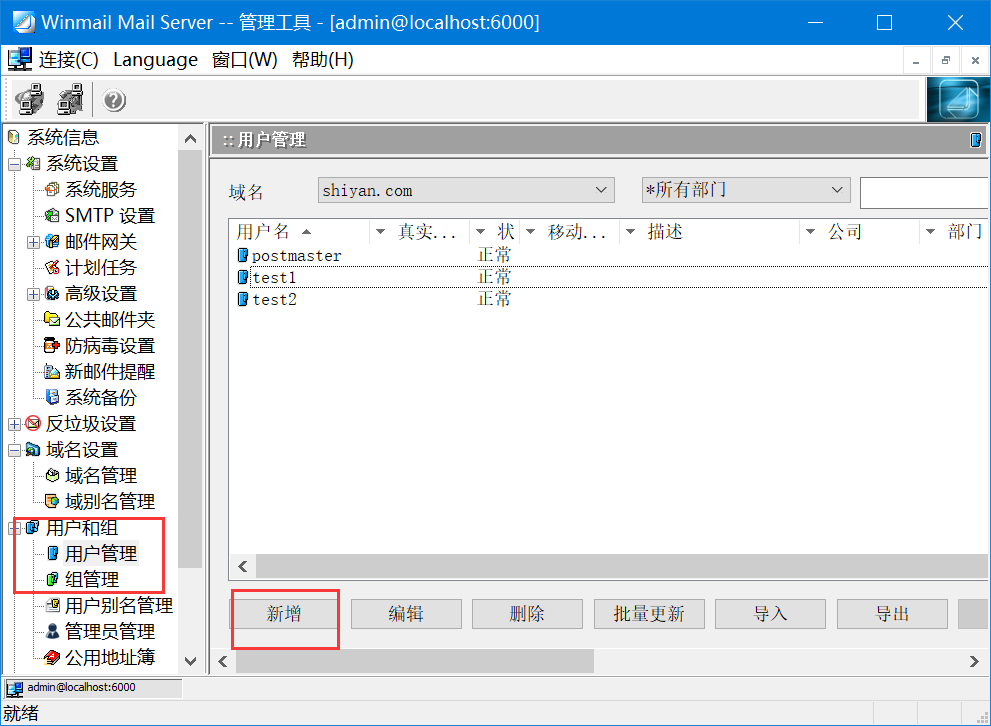 Winmail Mail Server -- 管理工具 - [admin@localhost:6000]
连接(C) Language 窗口(W) 帮助(H)
系统信息
系统设置
系统服务
SMTP 设置
邮件网关
计划任务
高级设置
公共邮件夹
防病毒设置
新邮件提醒
系统备份
反垃圾设置
域名设置
域名管理
域别名管理
用户和组
用户管理
组管理
用户别名管理
管理员管理
公用地址簿
:: 用户管理
域名 shiyan.com *所有部门
用户名 真实... 状 移动... 描述 公司 部门
postmaster 正常
test1 正常
test2 正常
新增 编辑 删除 批量更新 导入 导出
admin@localhost:6000
就绪